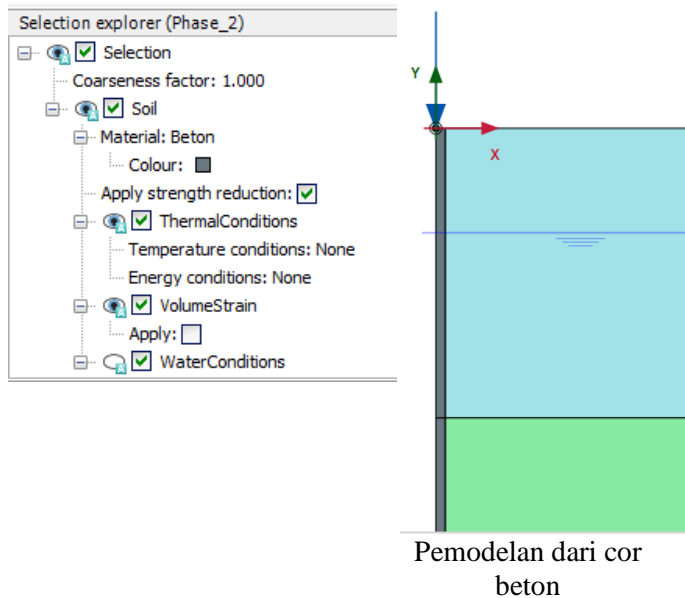 Selection explorer (Phase_2)
Selection
Coarseness factor: 1.000
Soil
Material: Beton
Colour:
Apply strength reduction:
ThermalConditions
Temperature conditions: None
Energy conditions: None
VolumeStrain
Apply:
WaterConditions
Y
X
Pemodelan dari cor
beton